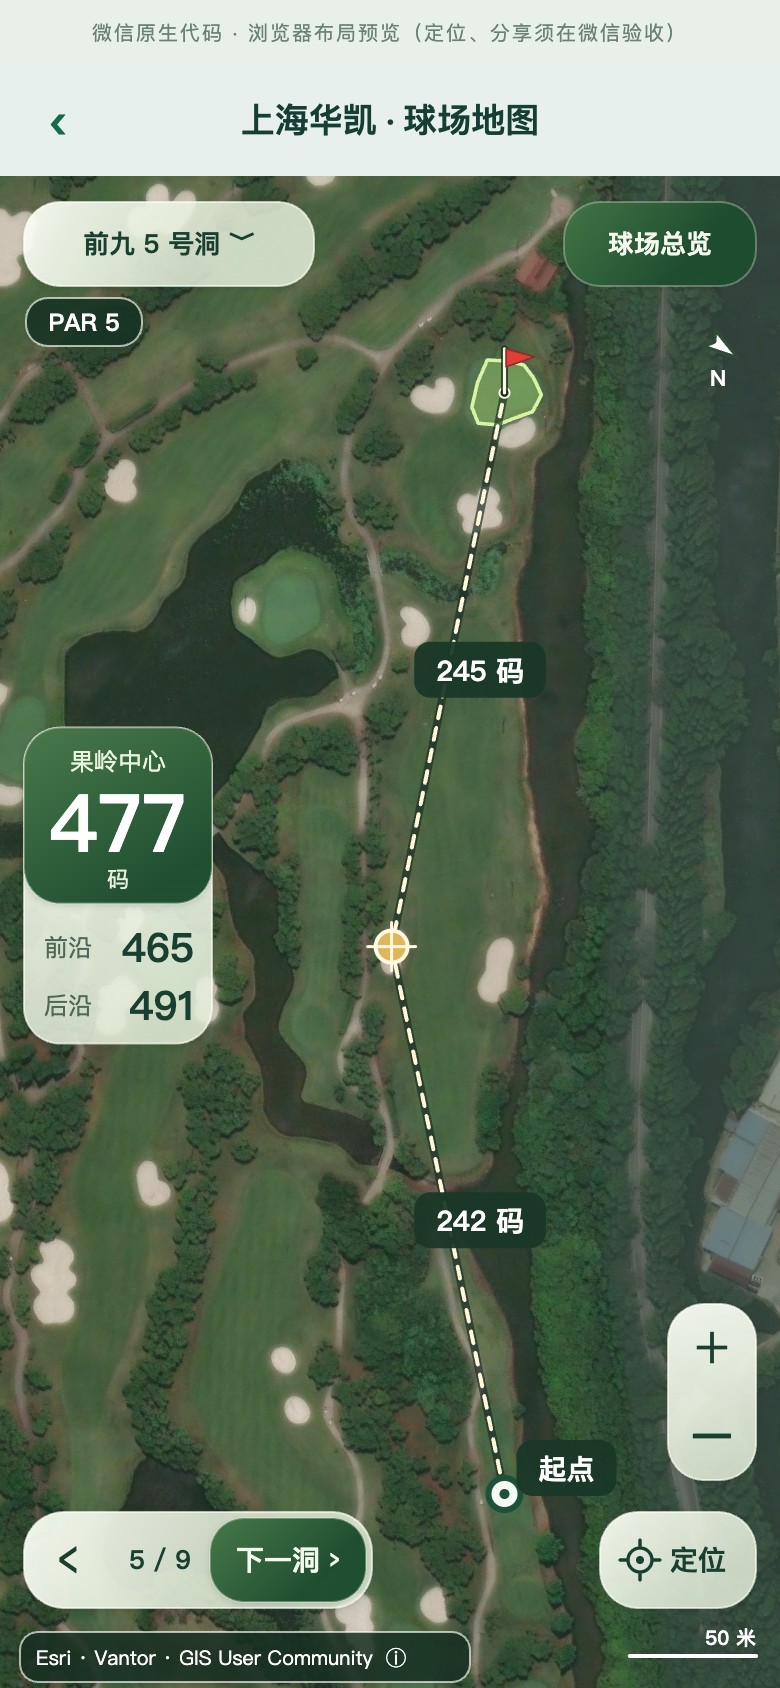 微信原生代码 · 浏览器布局预览（定位、分享须在微信验收）
‹ 上海华凯 · 球场地图
前九 5 号洞
球场总览
PAR 5
N
245 码
果岭中心
477
码
前沿 465
后沿 491
242 码
+
起点
—
< 5 / 9 下一洞 ›
定位
50 米
Esri · Vantor · GIS User Community ⓘ